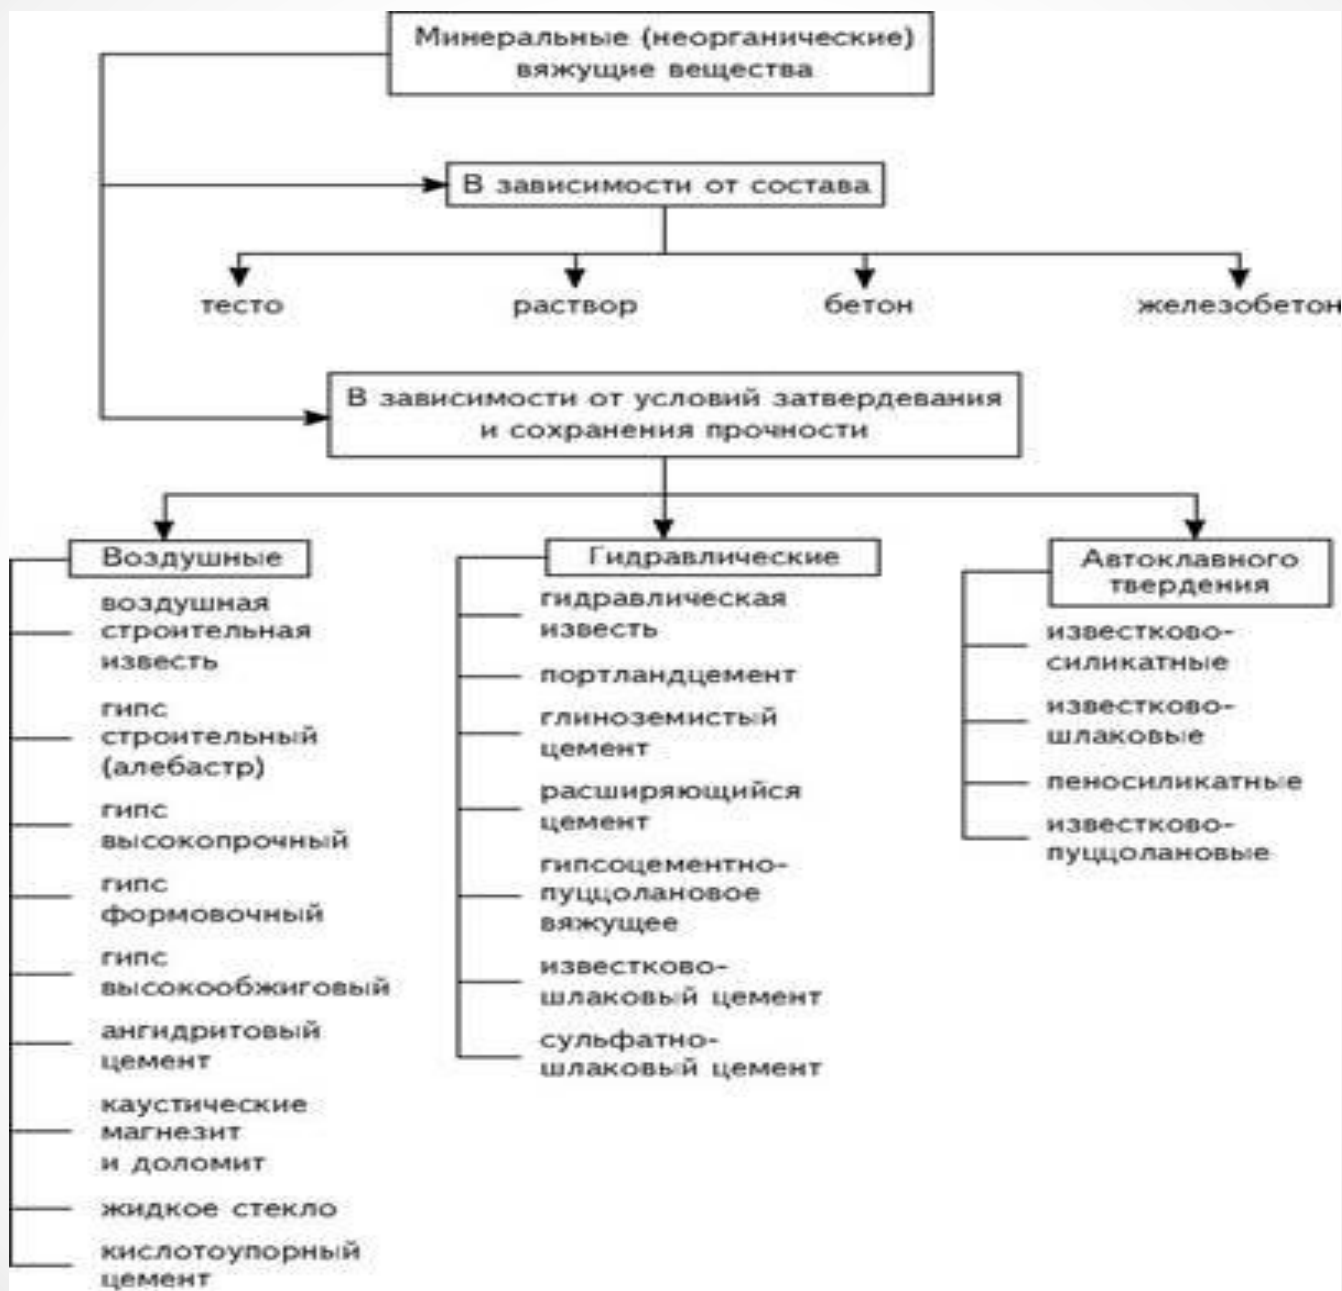 Минеральные (неорганические)
вяжущие вещества
В зависимости от состава
тесто
раствор
бетон
железобетон
В зависимости от условий затвердевания
и сохранения прочности
Воздушные
воздушная
строительная
известь
гипс
строительный
(алебастр)
гипс
высокопрочный
гипс
формовочный
гипс
высокообжиговый
ангидритовый
цемент
каустические
магнезит
и доломит
жидкое стекло
кислотоупорный
цемент
Гидравлические
гидравлическая
известь
портландцемент
глиноземистый
цемент
расширяющийся
цемент
гипсоцементно-
пуццолановое
вяжущее
известково-
шлаковый цемент
сульфатно-
шлаковый цемент
Автоклавного
твердения
известково-
силикатные
известково-
шлаковые
пеносиликатные
известково-
пуццолановые